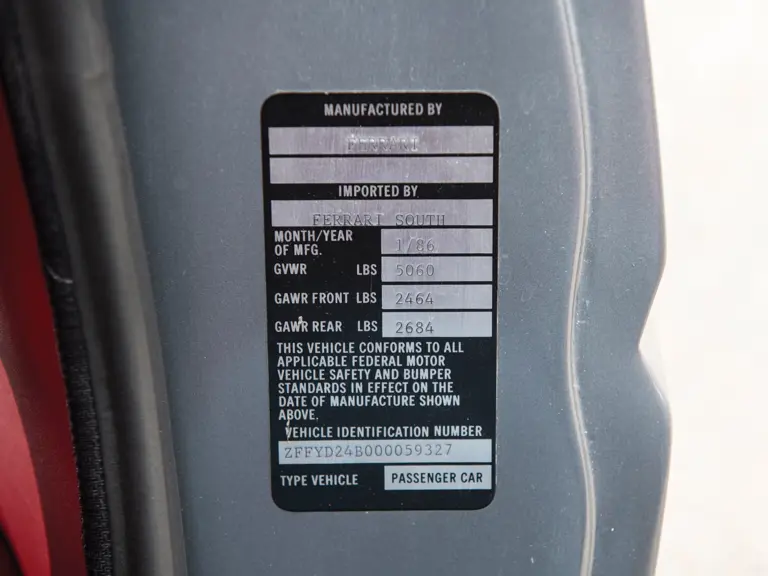 MANUFACTURED BY
FERRARI
IMPORTED BY
FERRARI SOUTH
MONTH/YEAR
OF MFG. 1/86
GVWR LBS 5060
GAWR FRONT LBS 2464
GAWR REAR LBS 2684
THIS VEHICLE CONFORMS TO ALL
APPLICABLE FEDERAL MOTOR
VEHICLE SAFETY AND BUMPER
STANDARDS IN EFFECT ON THE
DATE OF MANUFACTURE SHOWN
ABOVE.
VEHICLE IDENTIFICATION NUMBER
ZFFYD24B000059327
TYPE VEHICLE PASSENGER CAR